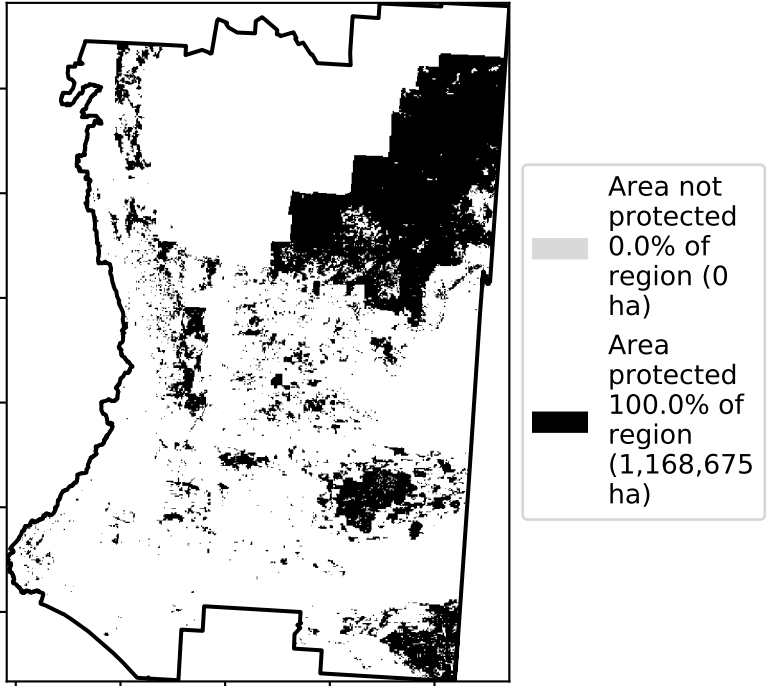 Area not
protected
0.0% of
region (0
ha)
Area
protected
100.0% of
region
(1,168,675
ha)